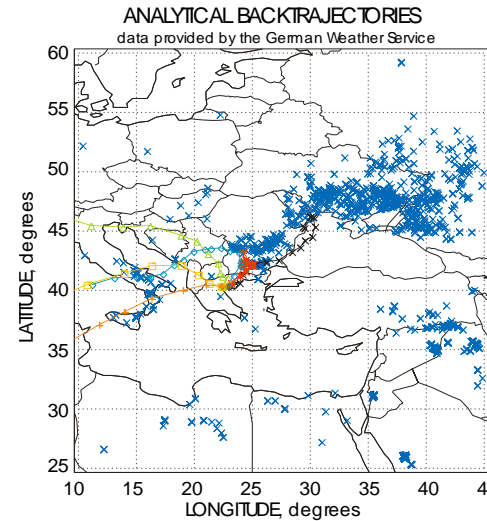 ANALYTICAL BACKTRAJECTORIES
data provided by the German Weather Service
60
55
50
45
40
35
30
25
LATITUDE, degrees
10 15 20 25 30 35 40 45
LONGITUDE, degrees